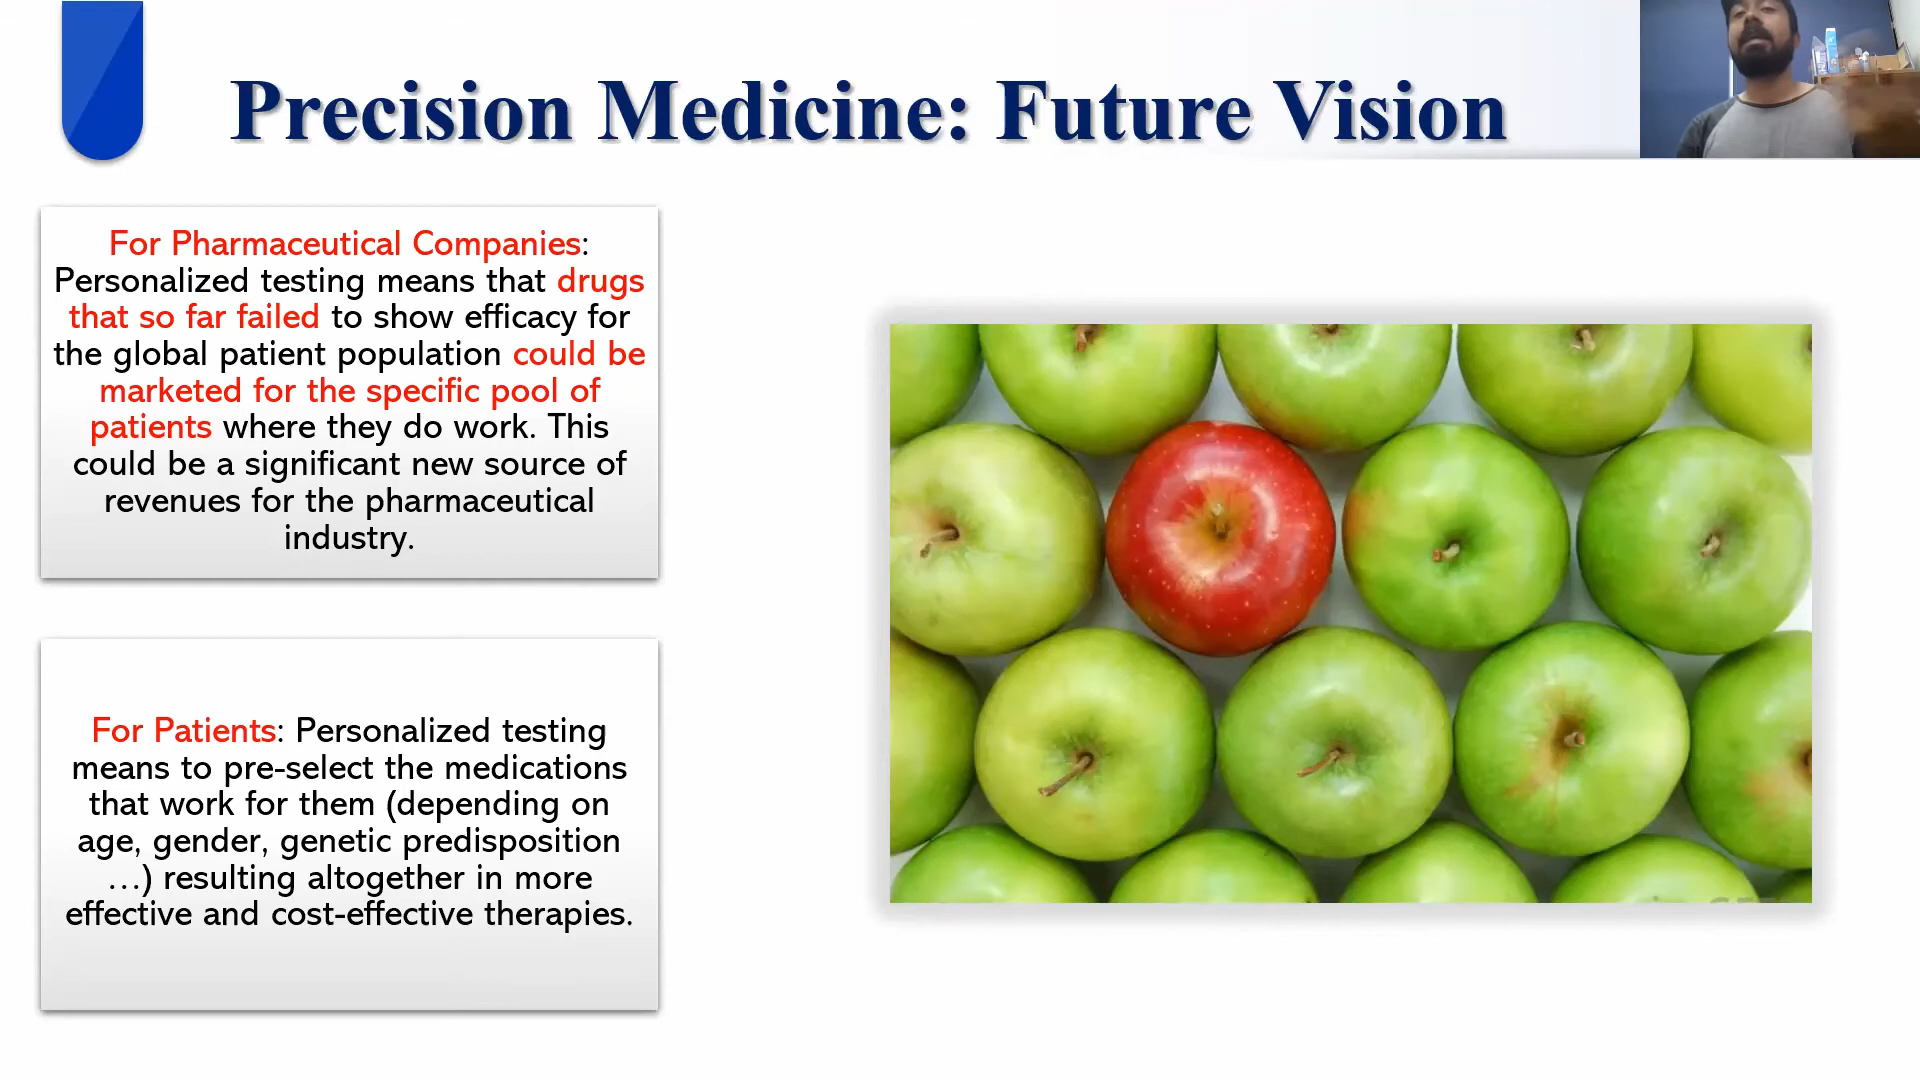 Precision Medicine: Future Vision
For Pharmaceutical Companies:
Personalized testing means that drugs
that so far failed to show efficacy for
the global patient population could be
marketed for the specific pool of
patients where they do work. This
could be a significant new source of
revenues for the pharmaceutical
industry.
For Patients: Personalized testing
means to pre-select the medications
that work for them (depending on
age, gender, genetic predisposition
…) resulting altogether in more
effective and cost-effective therapies.